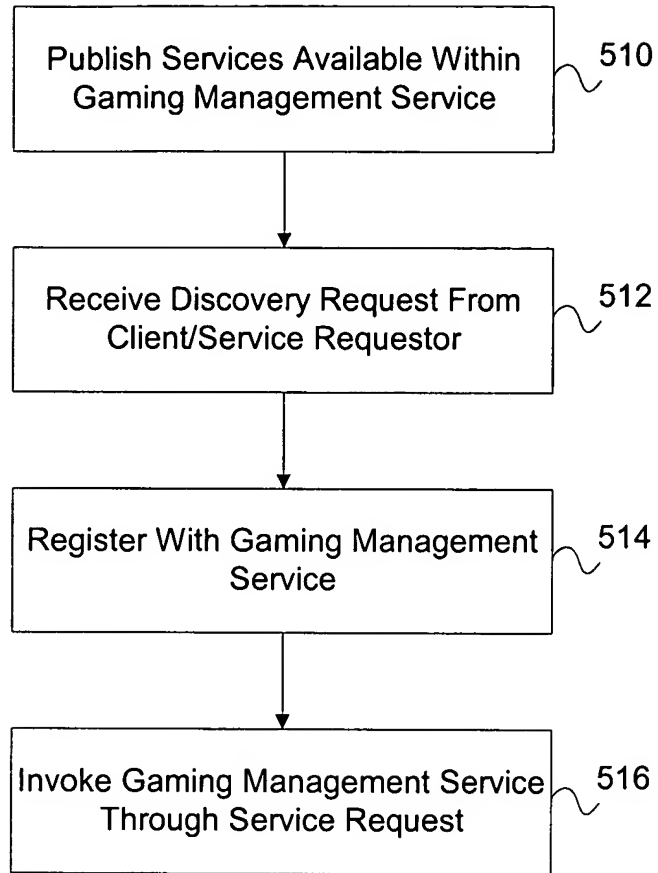 Publish Services Available Within
Gaming Management Service
510
Receive Discovery Request From
Client/Service Requestor
512
Register With Gaming Management
Service
514
Invoke Gaming Management Service
Through Service Request
516